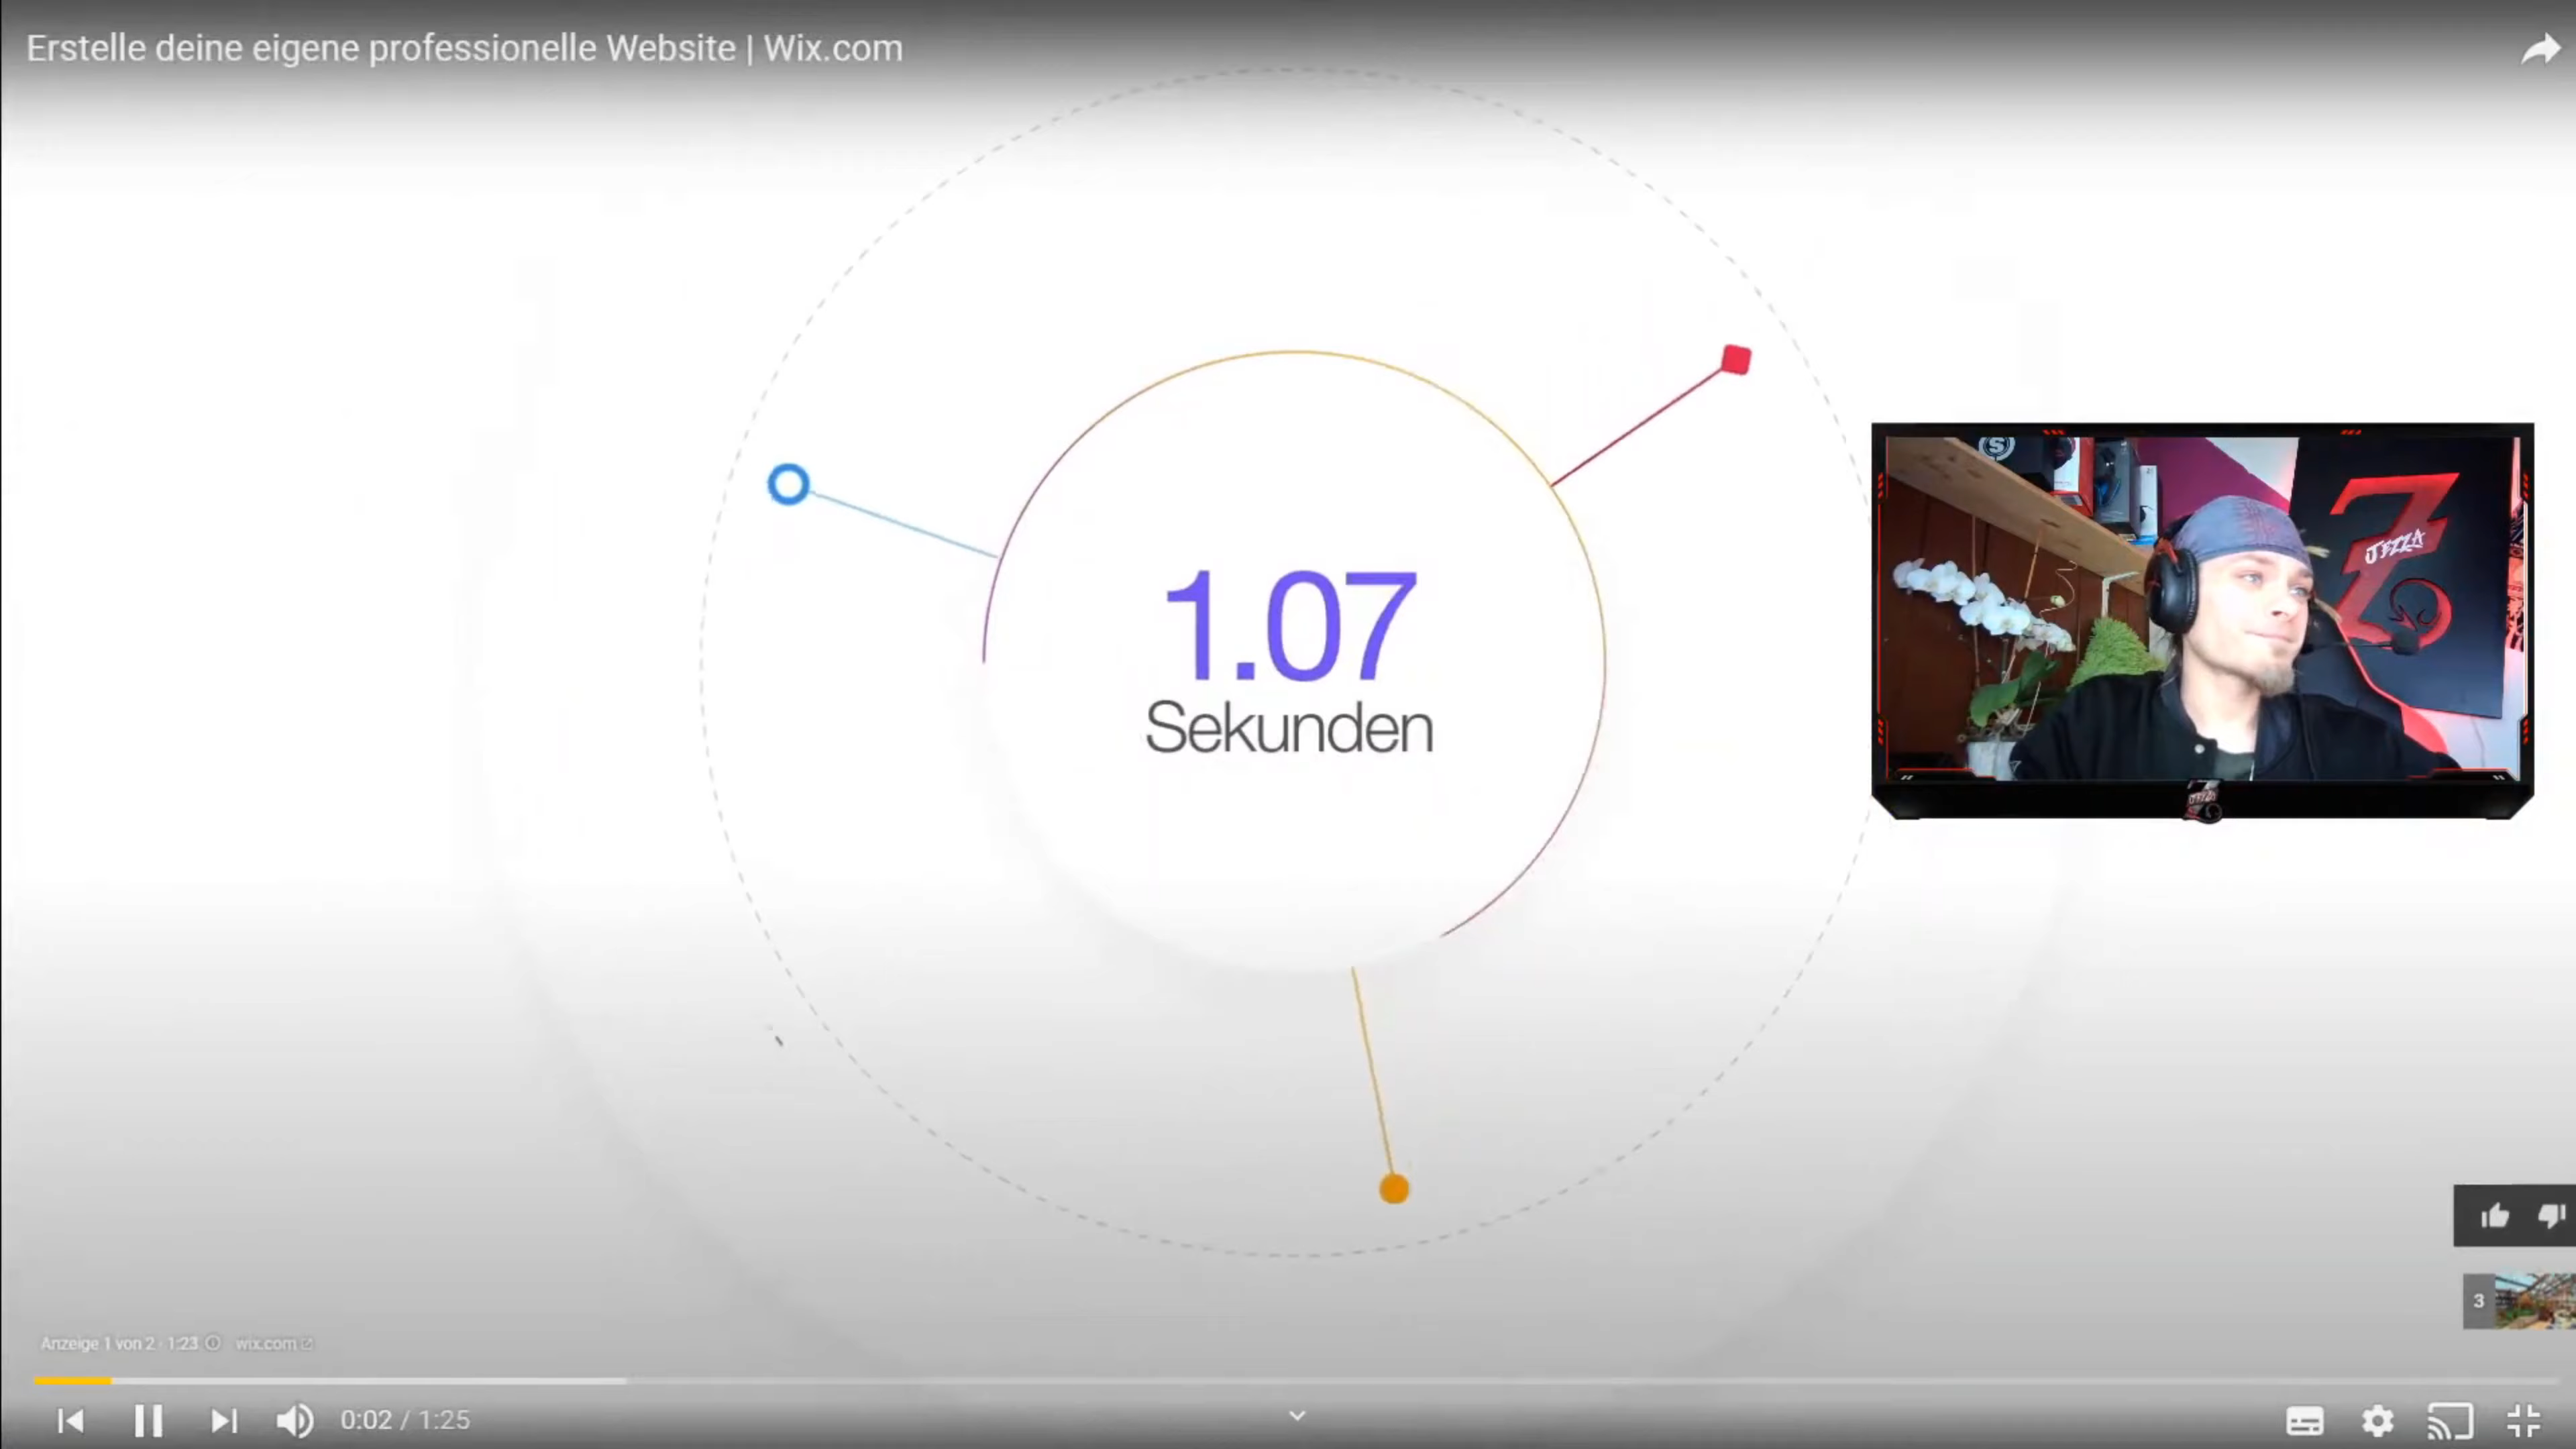 Erstelle deine eigene professionelle Website | Wix.com
1.07
Sekunden
JEZZA
3
Anzeige 1 von 2 · 1:23 wix.com
0:02 / 1:25